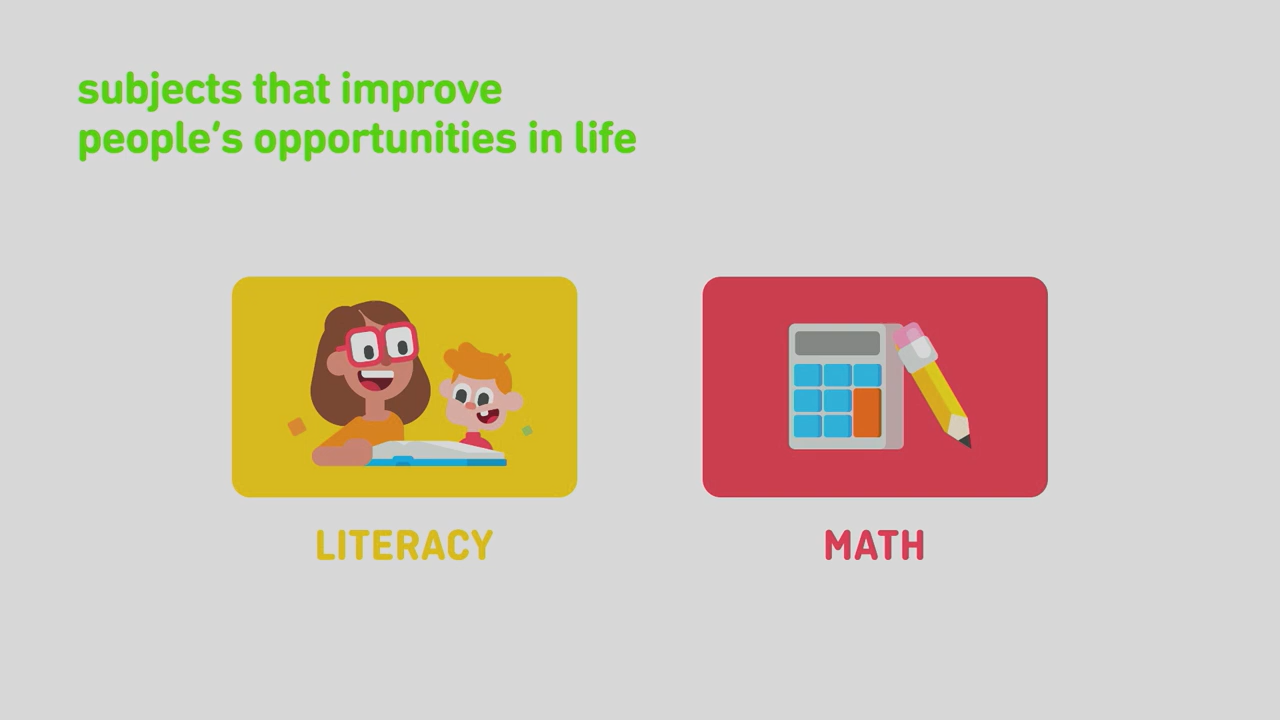 subjects that improve
people‘s opportunities in life
LITERACY
MATH